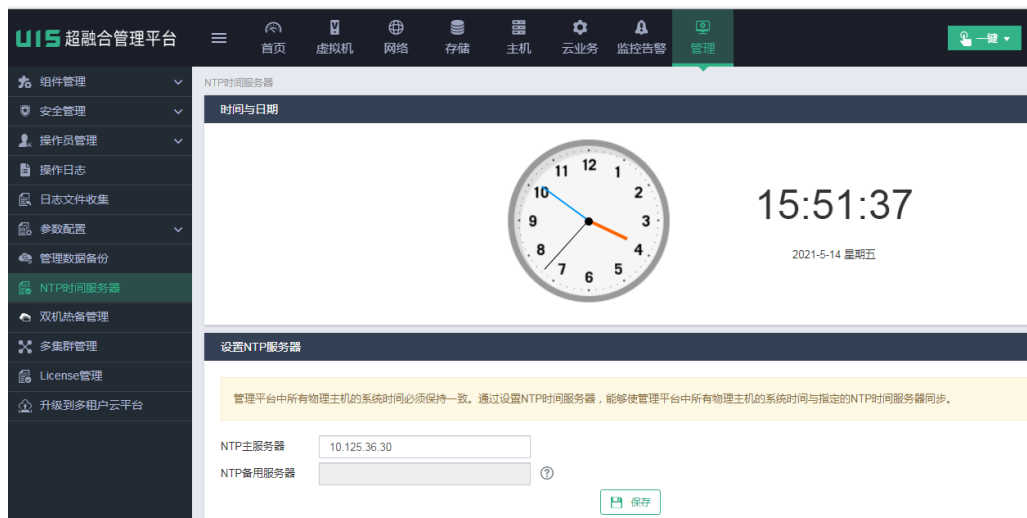 UIS 超融合管理平台
首页 虚拟机 网络 存储 主机 云业务 监控告警 管理
一键
组件管理
安全管理
操作员管理
操作日志
日志文件收集
参数配置
管理数据备份
NTP时间服务器
双机热备管理
多集群管理
License管理
升级到多租户云平台
NTP时间服务器
时间与日期
12
1
2
3
4
5
6
7
8
9
10
11
15:51:37
2021-5-14 星期五
设置NTP服务器
管理平台中所有物理主机的系统时间必须保持一致。通过设置NTP时间服务器，能够使管理平台中所有物理主机的系统时间与指定的NTP时间服务器同步。
NTP主服务器 10.125.36.30
NTP备用服务器 ?
保存